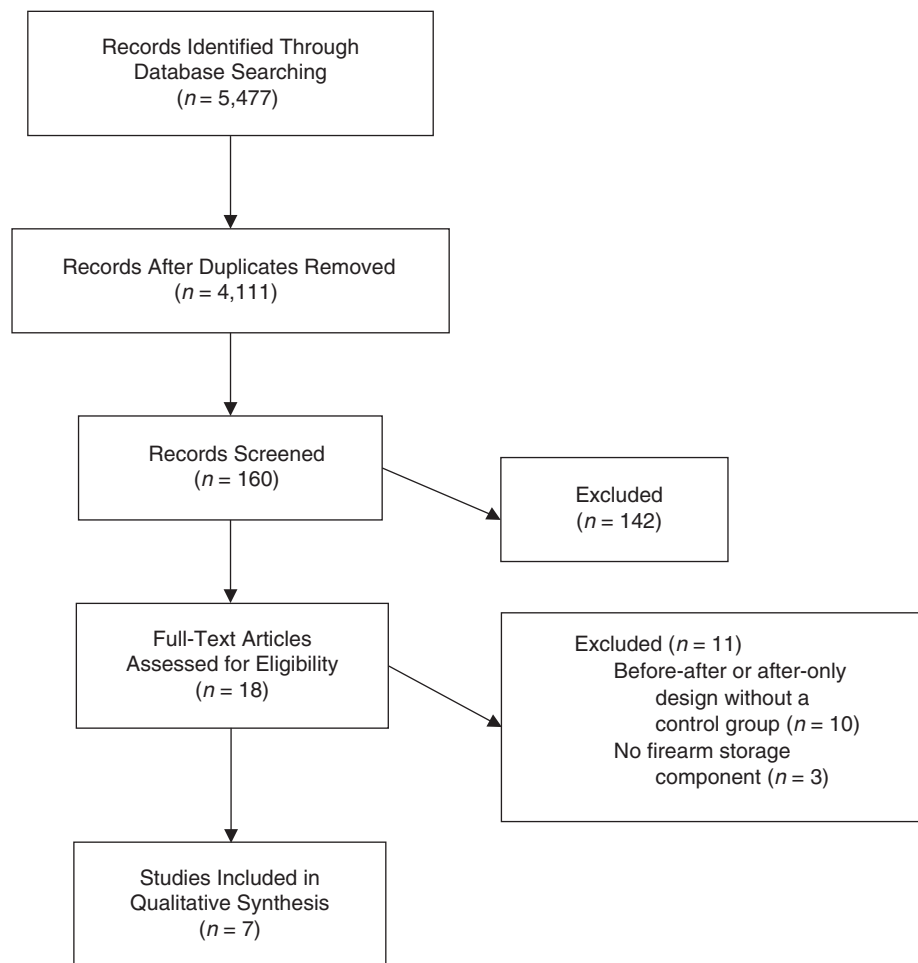 Records Identified Through
Database Searching
(n = 5,477)
Records After Duplicates Removed
(n = 4,111)
Records Screened
(n = 160)
Excluded
(n = 142)
Full-Text Articles
Assessed for Eligibility
(n = 18)
Excluded (n = 11)
Before-after or after-only
design without a
control group (n = 10)
No firearm storage
component (n = 3)
Studies Included in
Qualitative Synthesis
(n = 7)